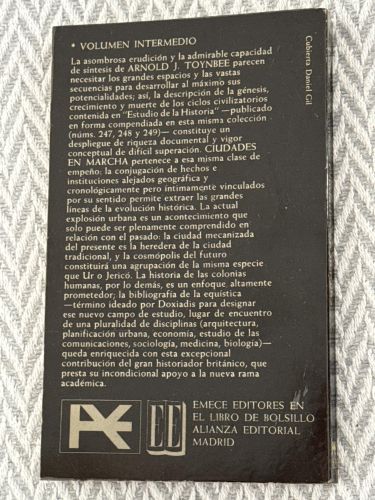 * VOLUMEN INTERMEDIO
La asombrosa erudición y la admirable capacidad
de síntesis de ARNOLD J. TOYNBEE parecen
necesitar los grandes espacios y las vastas
secuencias para desarrollar al máximo sus
potencialidades; así, la descripción de la génesis,
crecimiento y muerte de los ciclos civilizatorios
contenida en "Estudio de la Historia" —publicado
en forma compendiada en esta misma colección
(núms. 247, 248 y 249)— constituye un
despliegue de riqueza documental y vigor
conceptual de difícil superación. CIUDADES
EN MARCHA pertenece a esa misma clase de
empeño: la conjugación de hechos e
instituciones alejados geográfica y
cronológicamente pero íntimamente vinculados
por su sentido permite extraer las grandes
líneas de la evolución histórica. La actual
explosión urbana es un acontecimiento que
solo puede ser plenamente comprendido en
relación con el pasado: la ciudad mecanizada
del presente es la heredera de la ciudad
tradicional, y la cosmópolis del futuro
constituirá una agrupación de la misma especie
que Ur o Jericó. La historia de las colonias
humanas, por lo demás, es un enfoque altamente
prometedor; la bibliografía de la equística
—término ideado por Doxiadis para designar
ese nuevo campo de estudio, lugar de encuentro
de una pluralidad de disciplinas (arquitectura,
planificación urbana, economía, estudio de las
comunicaciones, sociología, medicina, biología)—
queda enriquecida con esta excepcional
contribución del gran historiador británico, que
presta su incondicional apoyo a la nueva rama
académica.
EE
EMECE EDITORES EN
EL LIBRO DE BOLSILLO
ALIANZA EDITORIAL
MADRID
Cubierta Daniel Gil